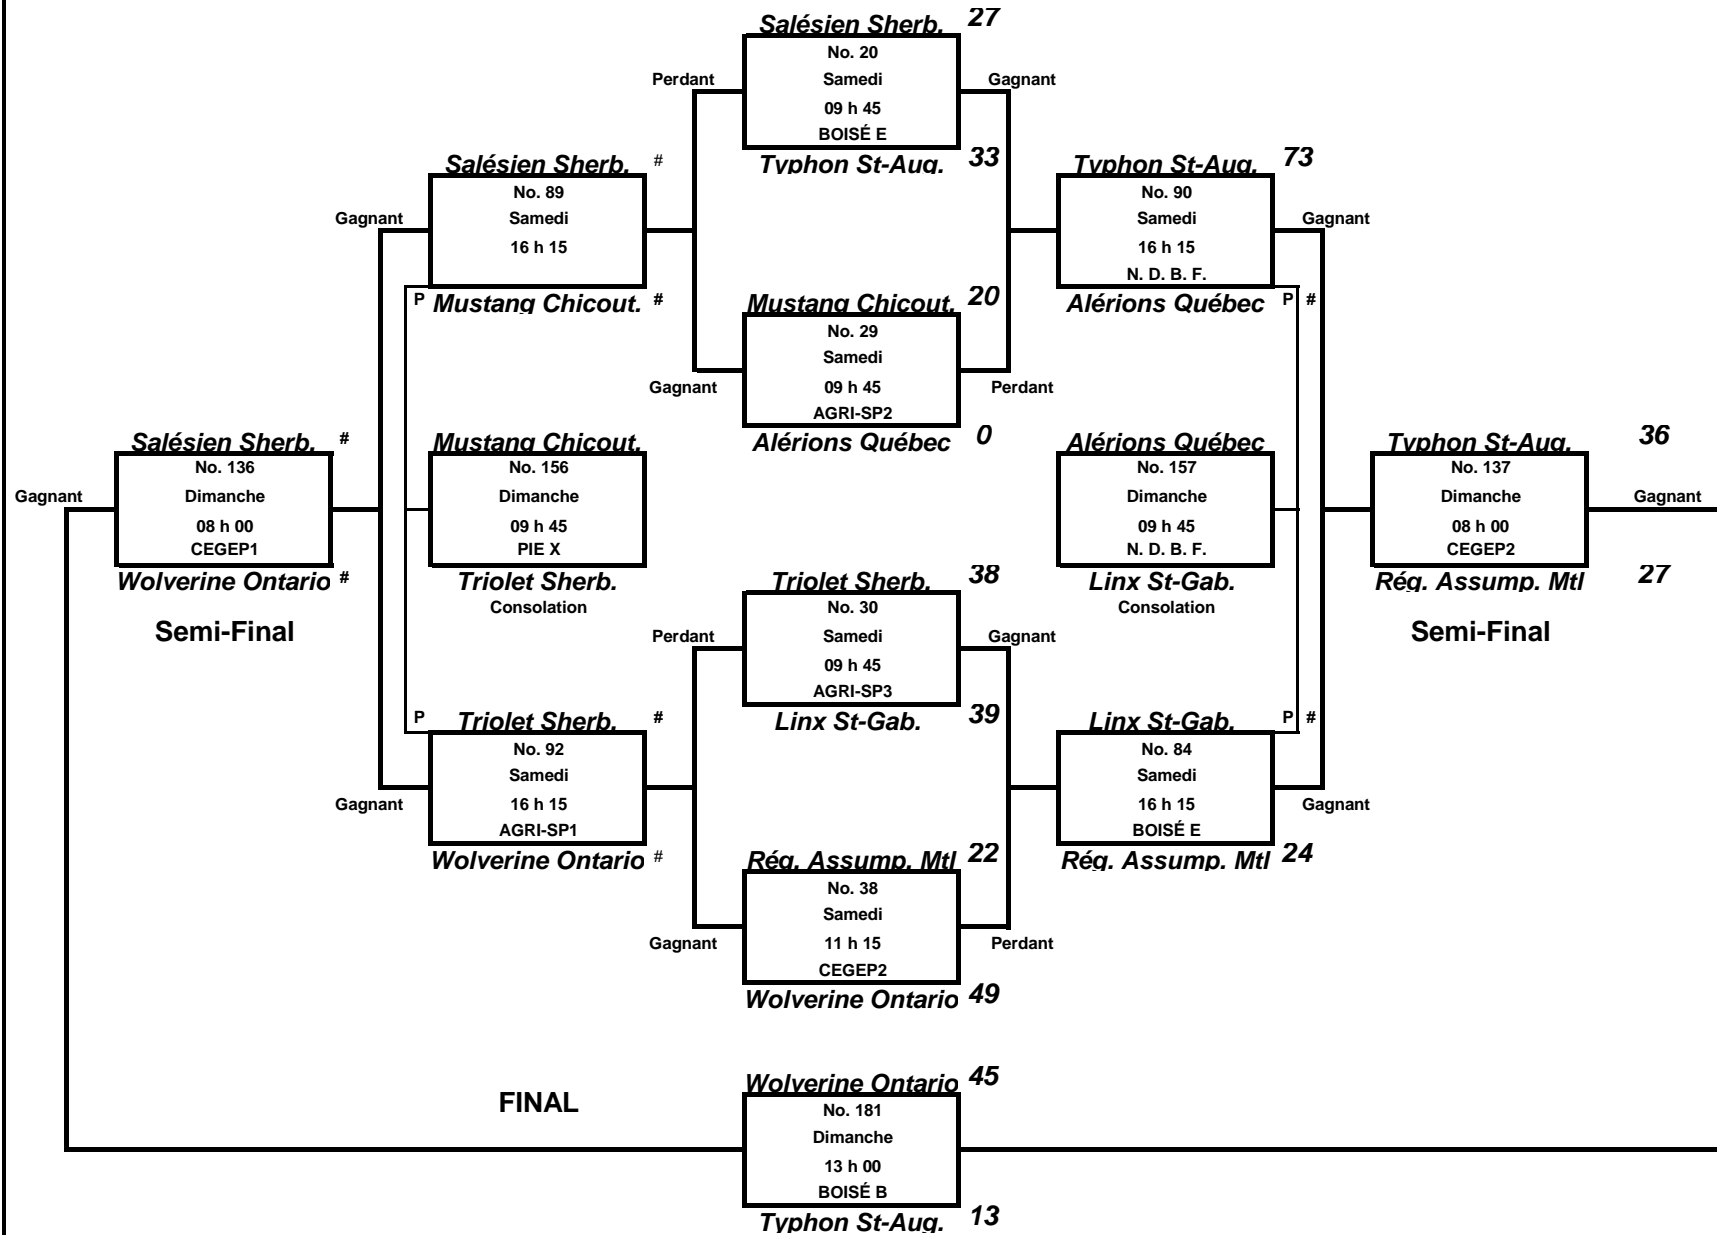 Salésien Sherb. 27
No. 20
Samedi
09 h 45
BOISÉ E
Perdant
Gagnant
Typhon St-Aug. 33
Salésien Sherb. #
No. 89
Samedi
16 h 15
Gagnant
P Mustang Chicout. #
Typhon St-Aug. 73
No. 90
Samedi
16 h 15
N. D. B. F.
Gagnant
Alérions Québec P #
Mustang Chicout. 20
No. 29
Samedi
09 h 45
AGRI-SP2
Gagnant
Perdant
Alérions Québec 0
Salésien Sherb. #
No. 136
Dimanche
08 h 00
CEGEP1
Gagnant
Wolverine Ontario #
Semi-Final
Mustang Chicout.
No. 156
Dimanche
09 h 45
PIE X
Triolet Sherb.
Consolation
Alérions Québec
No. 157
Dimanche
09 h 45
N. D. B. F.
Linx St-Gab.
Consolation
Typhon St-Aug. 36
No. 137
Dimanche
08 h 00
CEGEP2
Gagnant
Rég. Assump. Mtl 27
Semi-Final
Triolet Sherb. 38
No. 30
Samedi
09 h 45
AGRI-SP3
Perdant
Gagnant
Linx St-Gab. 39
P Triolet Sherb. #
No. 92
Samedi
16 h 15
AGRI-SP1
Gagnant
Wolverine Ontario #
Linx St-Gab. P #
No. 84
Samedi
16 h 15
BOISÉ E
Gagnant
Rég. Assump. Mtl 24
Rég. Assump. Mtl 22
No. 38
Samedi
11 h 15
CEGEP2
Gagnant
Perdant
Wolverine Ontario 49
FINAL
Wolverine Ontario 45
No. 181
Dimanche
13 h 00
BOISÉ B
Typhon St-Aug. 13